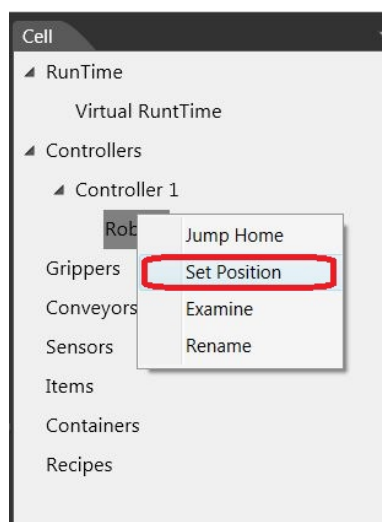 Cell
RunTime
Virtual RuntTime
Controllers
Controller 1
Jump Home
Grippers
Set Position
Conveyors
Examine
Sensors
Rename
Items
Containers
Recipes